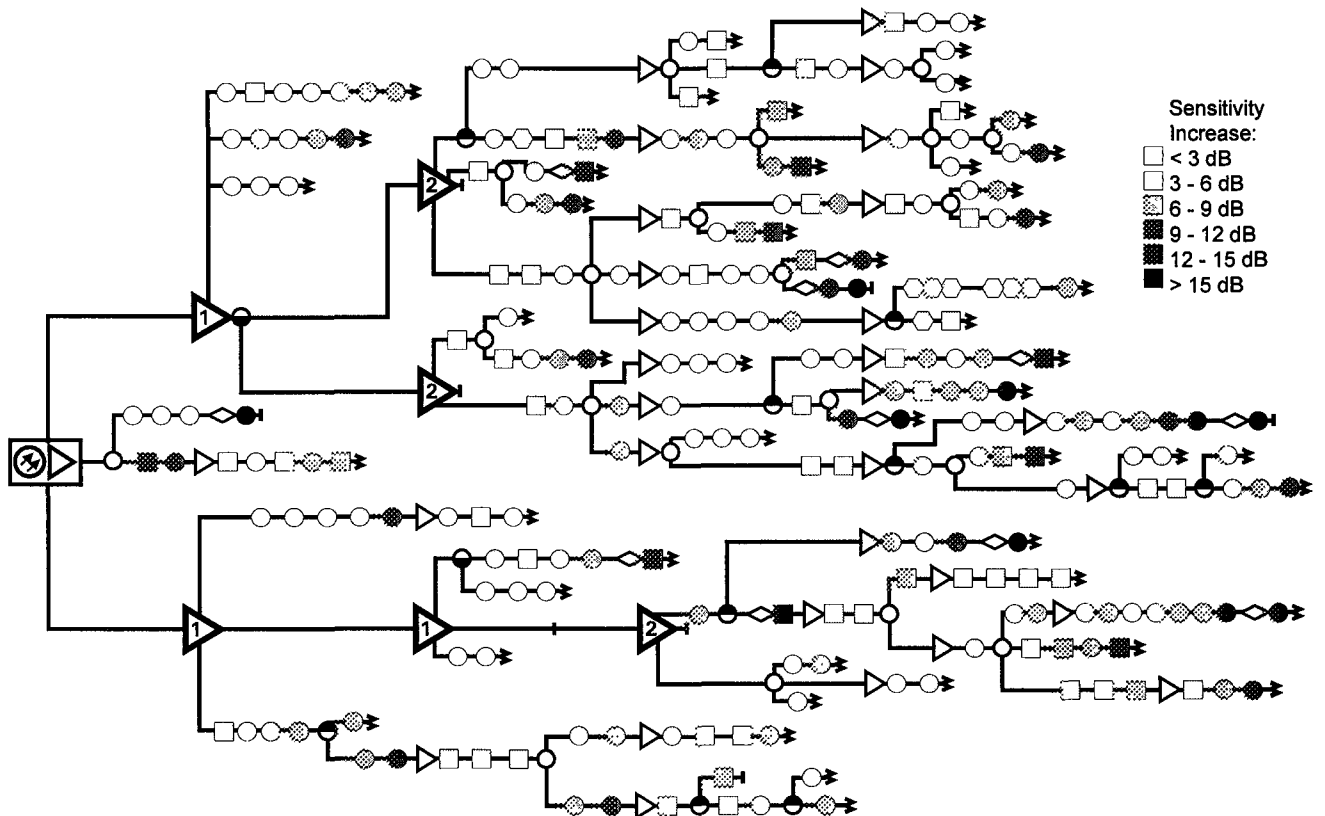 Sensitivity
Increase:
< 3 dB
3 - 6 dB
6 - 9 dB
9 - 12 dB
12 - 15 dB
> 15 dB
2
1
2
1
1
2